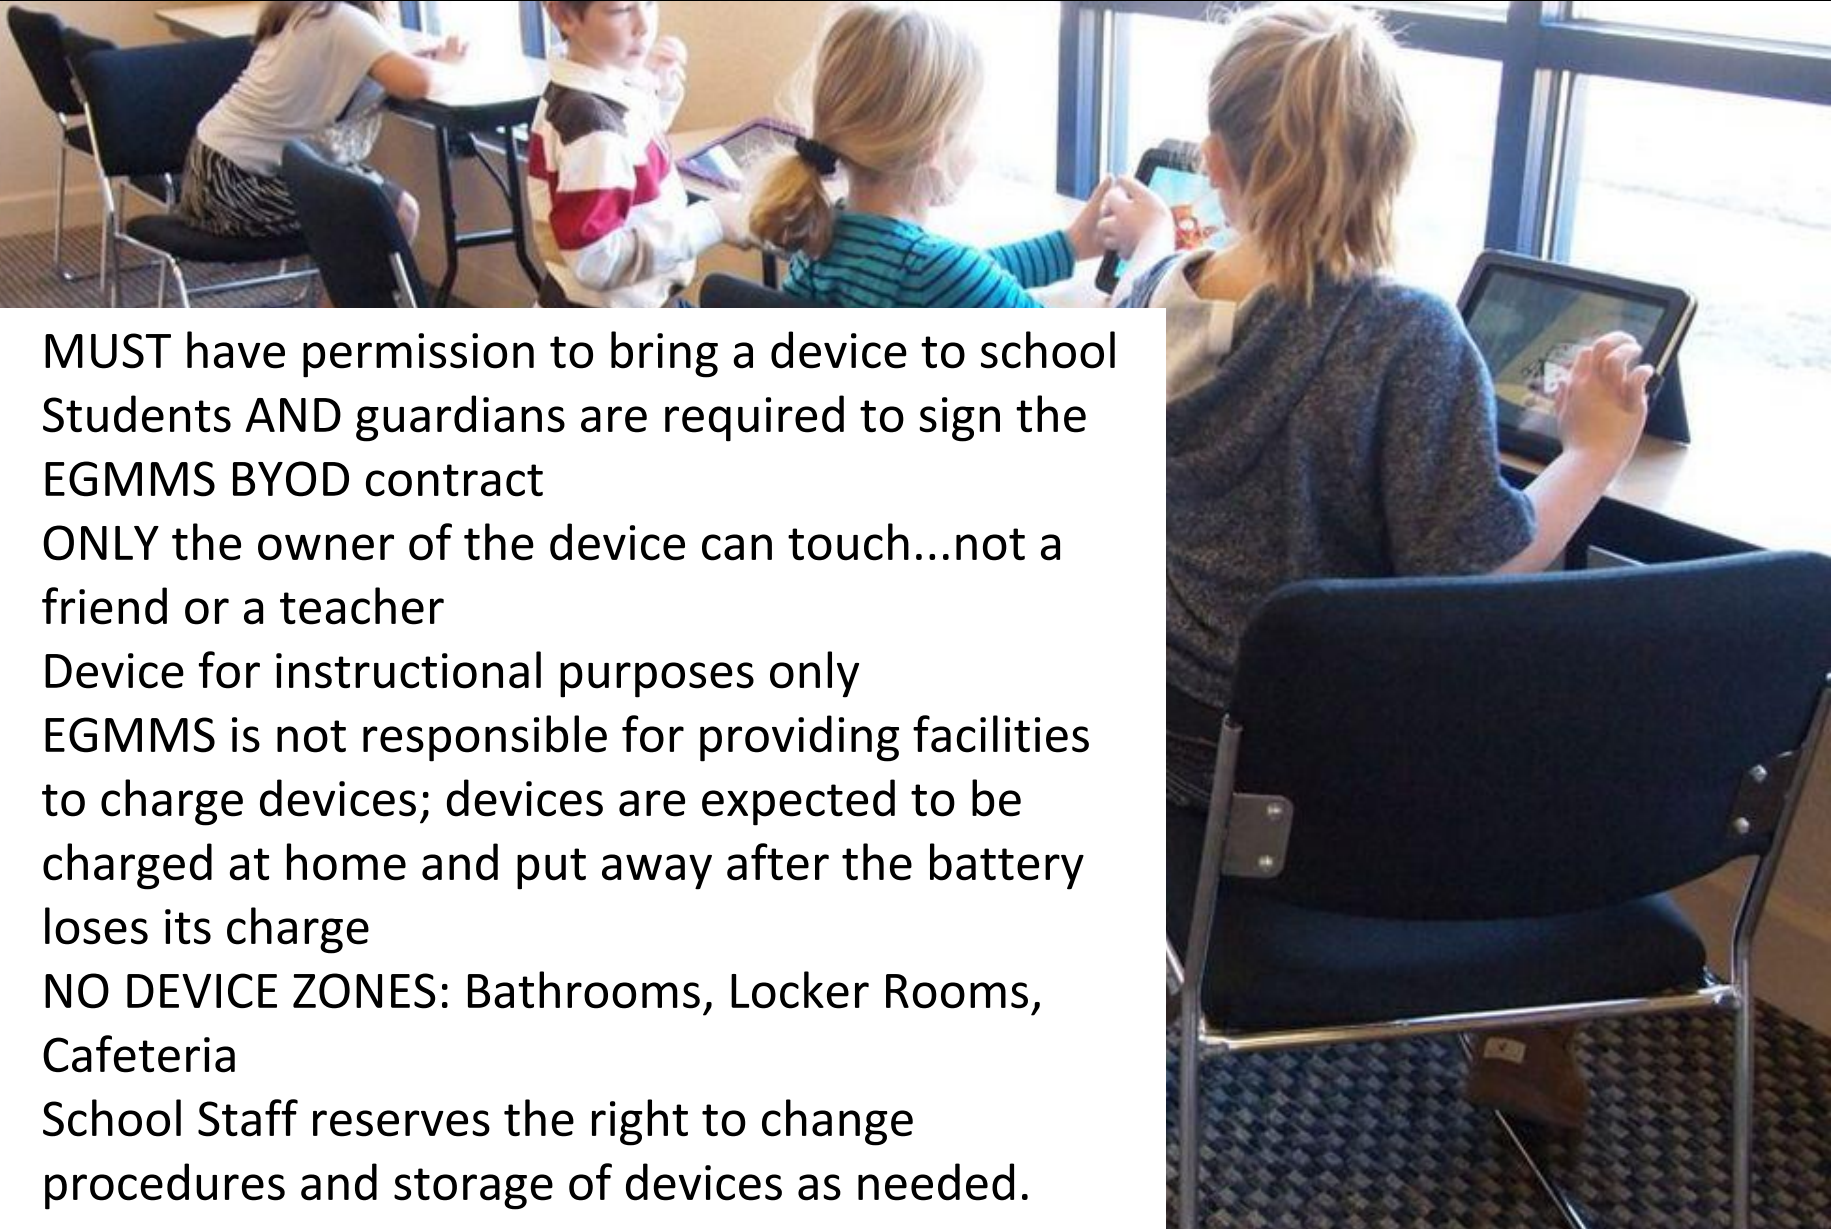 MUST have permission to bring a device to school
Students AND guardians are required to sign the
EGMMS BYOD contract
ONLY the owner of the device can touch...not a
friend or a teacher
Device for instructional purposes only
EGMMS is not responsible for providing facilities
to charge devices; devices are expected to be
charged at home and put away after the battery
loses its charge
NO DEVICE ZONES: Bathrooms, Locker Rooms,
Cafeteria
School Staff reserves the right to change
procedures and storage of devices as needed.